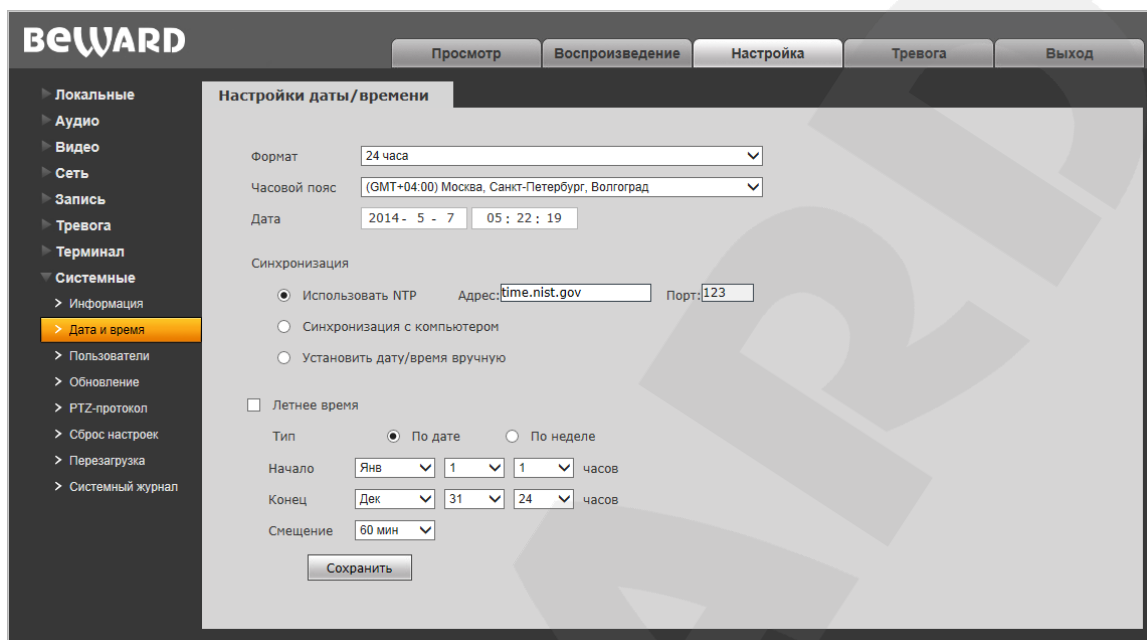 BEWARD
Просмотр Воспроизведение Настройка Тревога Выход
Локальные
Аудио
Видео
Сеть
Запись
Тревога
Терминал
Системные
Информация
Дата и время
Пользователи
Обновление
PTZ-протокол
Сброс настроек
Перезагрузка
Системный журнал
Настройки даты/времени
Формат 24 часа
Часовой пояс (GMT+04:00) Москва, Санкт-Петербург, Волгоград
Дата 2014 - 5 - 7 05 : 22 : 19
Синхронизация
Использовать NTP Адрес: time.nist.gov Порт: 123
Синхронизация с компьютером
Установить дату/время вручную
Летнее время
Тип По дате По неделе
Начало Янв 1 1 часов
Конец Дек 31 24 часов
Смещение 60 мин
Сохранить